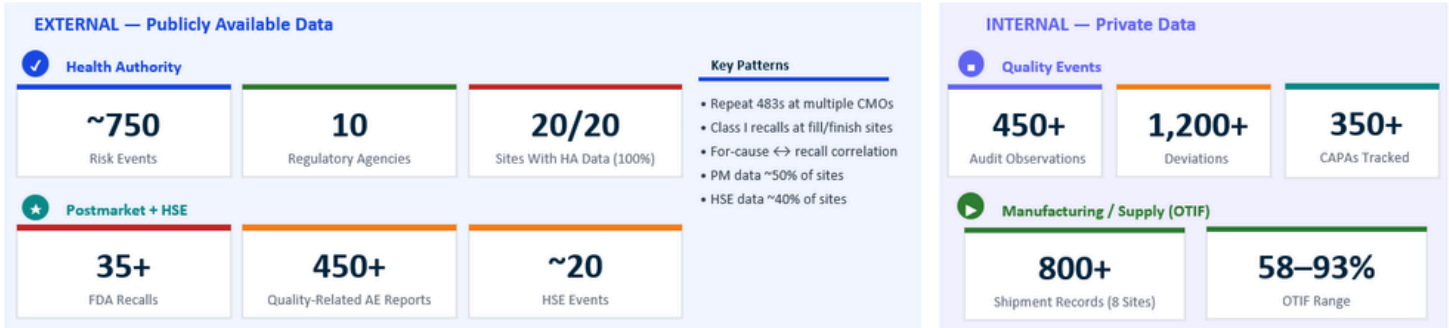 EXTERNAL — Publicly Available Data
Health Authority
~750
Risk Events
10
Regulatory Agencies
20/20
Sites With HA Data (100%)
Postmarket + HSE
35+
FDA Recalls
450+
Quality-Related AE Reports
~20
HSE Events
Key Patterns
• Repeat 483s at multiple CMOs
• Class I recalls at fill/finish sites
• For-cause ↔ recall correlation
• PM data ~50% of sites
• HSE data ~40% of sites
INTERNAL — Private Data
Quality Events
450+
Audit Observations
1,200+
Deviations
350+
CAPAs Tracked
Manufacturing / Supply (OTIF)
800+
Shipment Records (8 Sites)
58–93%
OTIF Range